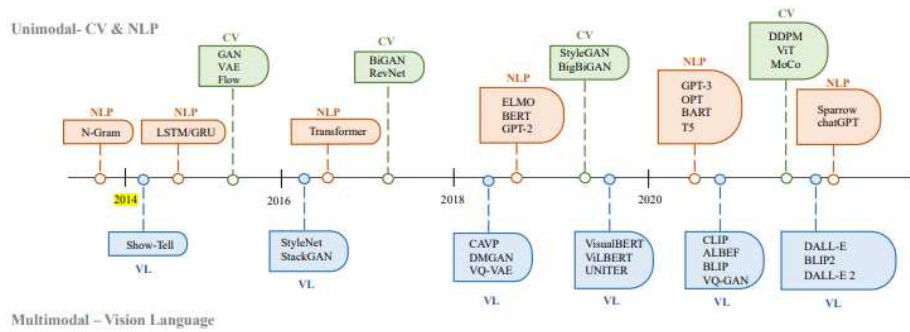 Unimodal- CV & NLP
CV
GAN
VAE
Flow
CV
BiGAN
RevNet
CV
StyleGAN
BigBiGAN
CV
DDPM
ViT
MoCo
NLP
N-Gram
NLP
LSTM/GRU
NLP
Transformer
NLP
ELMO
BERT
GPT-2
NLP
GPT-3
OPT
BART
T5
NLP
Sparrow
chatGPT
2014
2016
2018
2020
Show-Tell
VL
StyleNet
StackGAN
VL
CAVP
DMGAN
VQ-VAE
VL
VisualBERT
ViLBERT
UNITER
VL
CLIP
ALBEF
BLIP
VQ-GAN
VL
DALL-E
BLIP2
DALL-E 2
VL
Multimodal – Vision Language